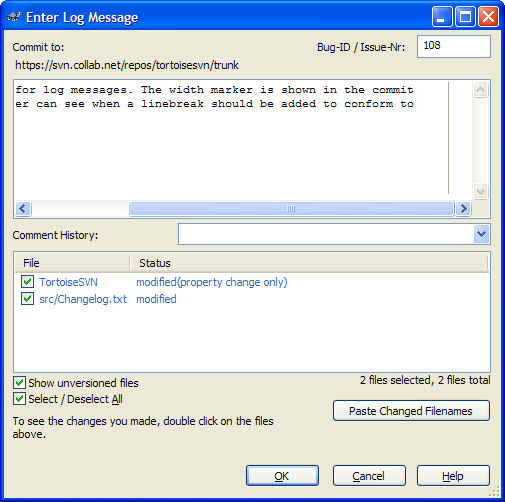 Enter Log Message
Commit to:
Bug-ID / Issue-Nr: 108
https://svn.collab.net/repos/tortoisesvn/trunk
for log messages. The width marker is shown in the commit
er can see when a linebreak should be added to conform to
Comment History:
File Status
TortoiseSVN modified(property change only)
src/Changelog.txt modified
Show unversioned files
2 files selected, 2 files total
Select / Deselect All
Paste Changed Filenames
To see the changes you made, double click on the files
above.
OK Cancel Help